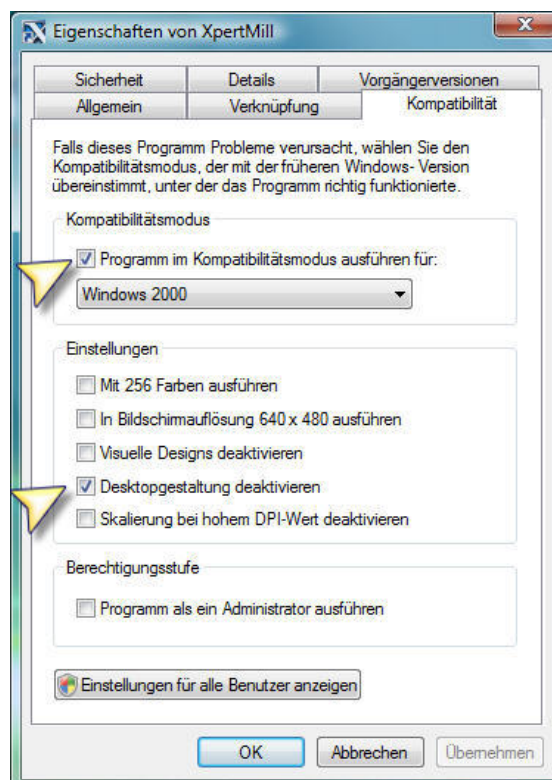 Eigenschaften von XpertMill
Sicherheit
Details
Vorgängerversionen
Allgemein
Verknüpfung
Kompatibilität
Falls dieses Programm Probleme verursacht, wählen Sie den
Kompatibilitätsmodus, der mit der früheren Windows- Version
übereinstimmt, unter der das Programm richtig funktionierte.
Kompatibilitätsmodus
Programm im Kompatibilitätsmodus ausführen für:
Windows 2000
Einstellungen
Mit 256 Farben ausführen
In Bildschirmauflösung 640 x 480 ausführen
Visuelle Designs deaktivieren
Desktopgestaltung deaktivieren
Skalierung bei hohem DPI-Wert deaktivieren
Berechtigungsstufe
Programm als ein Administrator ausführen
Einstellungen für alle Benutzer anzeigen
OK
Abbrechen
Übernehmen